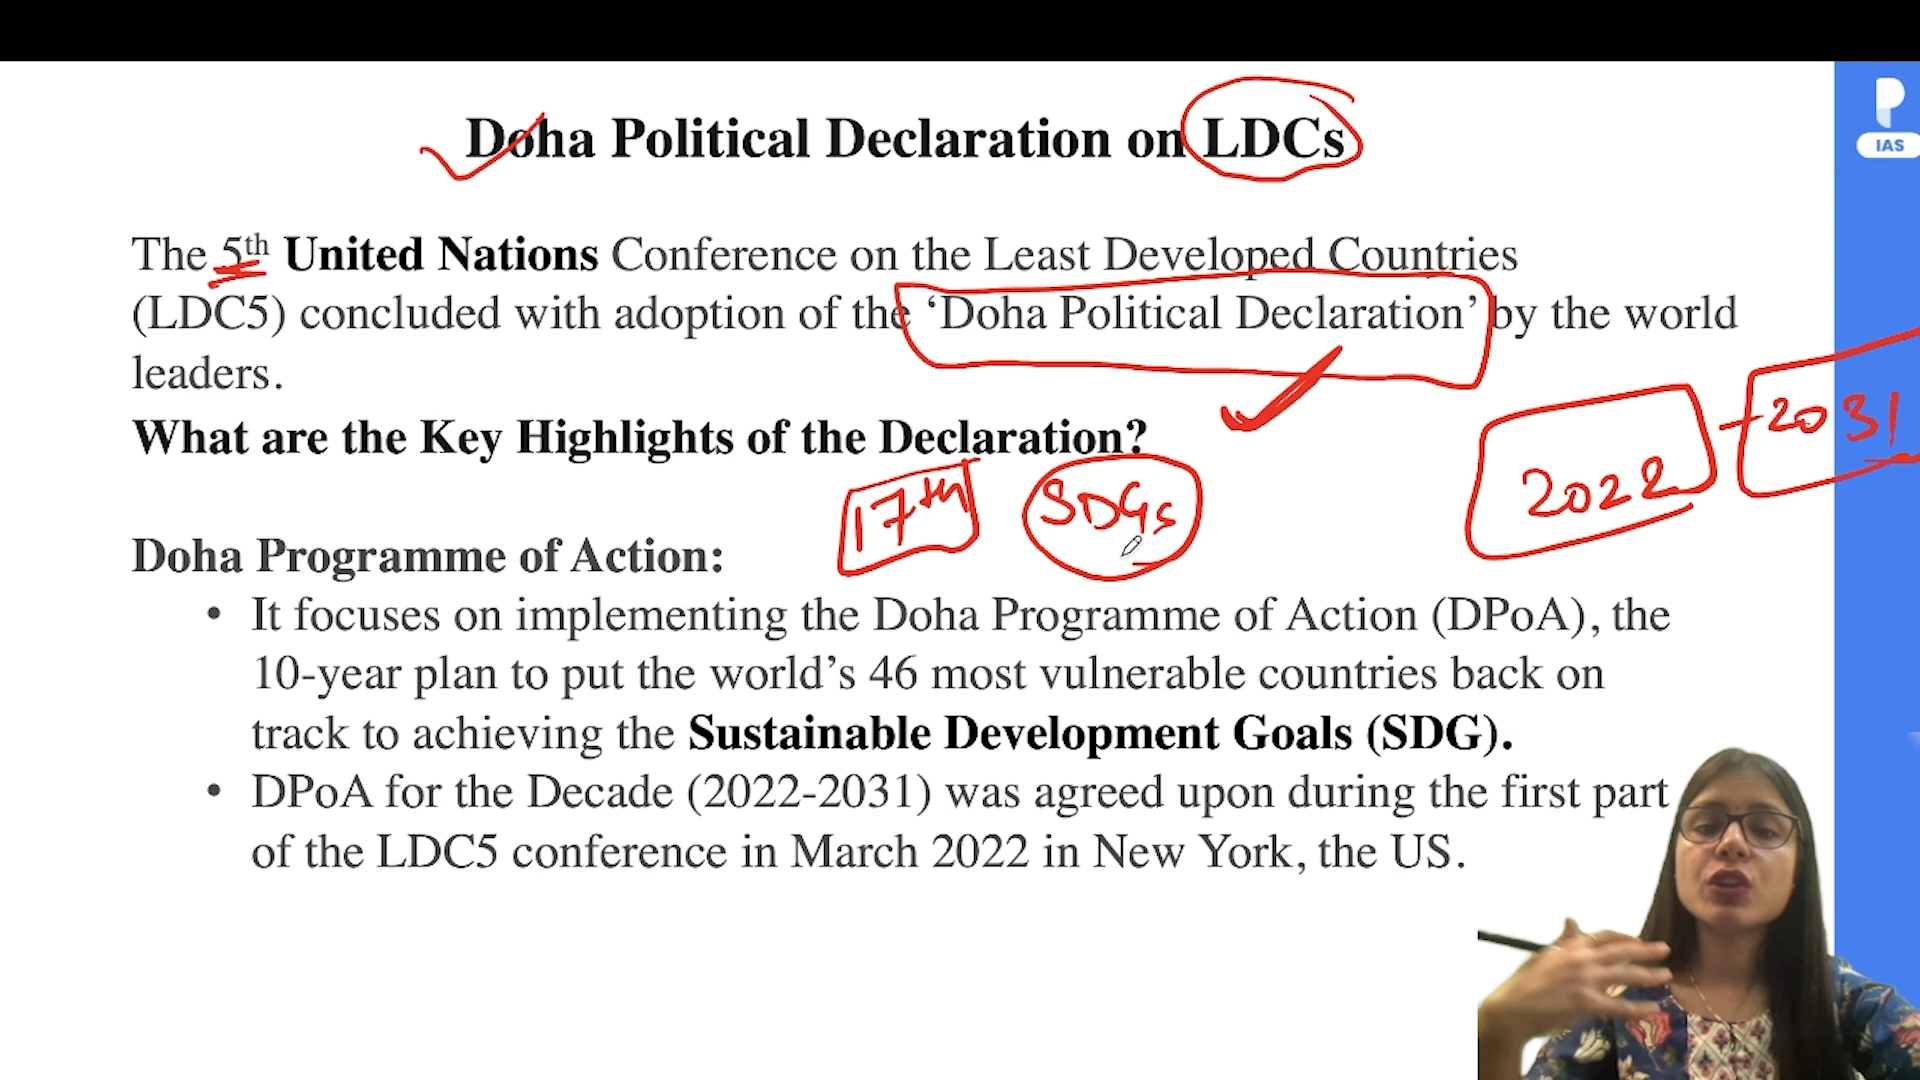 Doha Political Declaration on LDCs
IAS
The 5th United Nations Conference on the Least Developed Countries
(LDC5) concluded with adoption of the ‘Doha Political Declaration’ by the world
leaders.
2022 - 2031
What are the Key Highlights of the Declaration?
17th SDGs
Doha Programme of Action:
• It focuses on implementing the Doha Programme of Action (DPoA), the
10-year plan to put the world’s 46 most vulnerable countries back on
track to achieving the Sustainable Development Goals (SDG).
• DPoA for the Decade (2022-2031) was agreed upon during the first part
of the LDC5 conference in March 2022 in New York, the US.